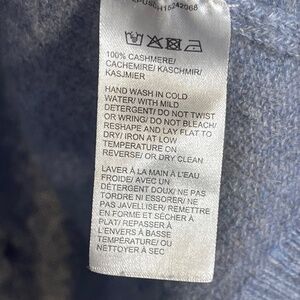 100% CASHMERE/
CACHEMIRE/ KASCHMIR/
KASJMIER
HAND WASH IN COLD
WATER/ WITH MILD
DETERGENT/ DO NOT TWIST
OR WRING/ DO NOT BLEACH/
RESHAPE AND LAY FLAT TO
DRY/ IRON AT LOW
TEMPERATURE ON
REVERSE/ OR DRY CLEAN
LAVER À LA MAIN À L'EAU
FROIDE/ AVEC UN
DÉTERGENT DOUX/ NE PAS
TORDRE NI ESSORER/ NE
PAS JAVELLISER/ REMETTRE
EN FORME ET SÉCHER À
PLAT/ REPASSER À
L'ENVERS À BASSE
TEMPÉRATURE/ OU
NETTOYER À SEC